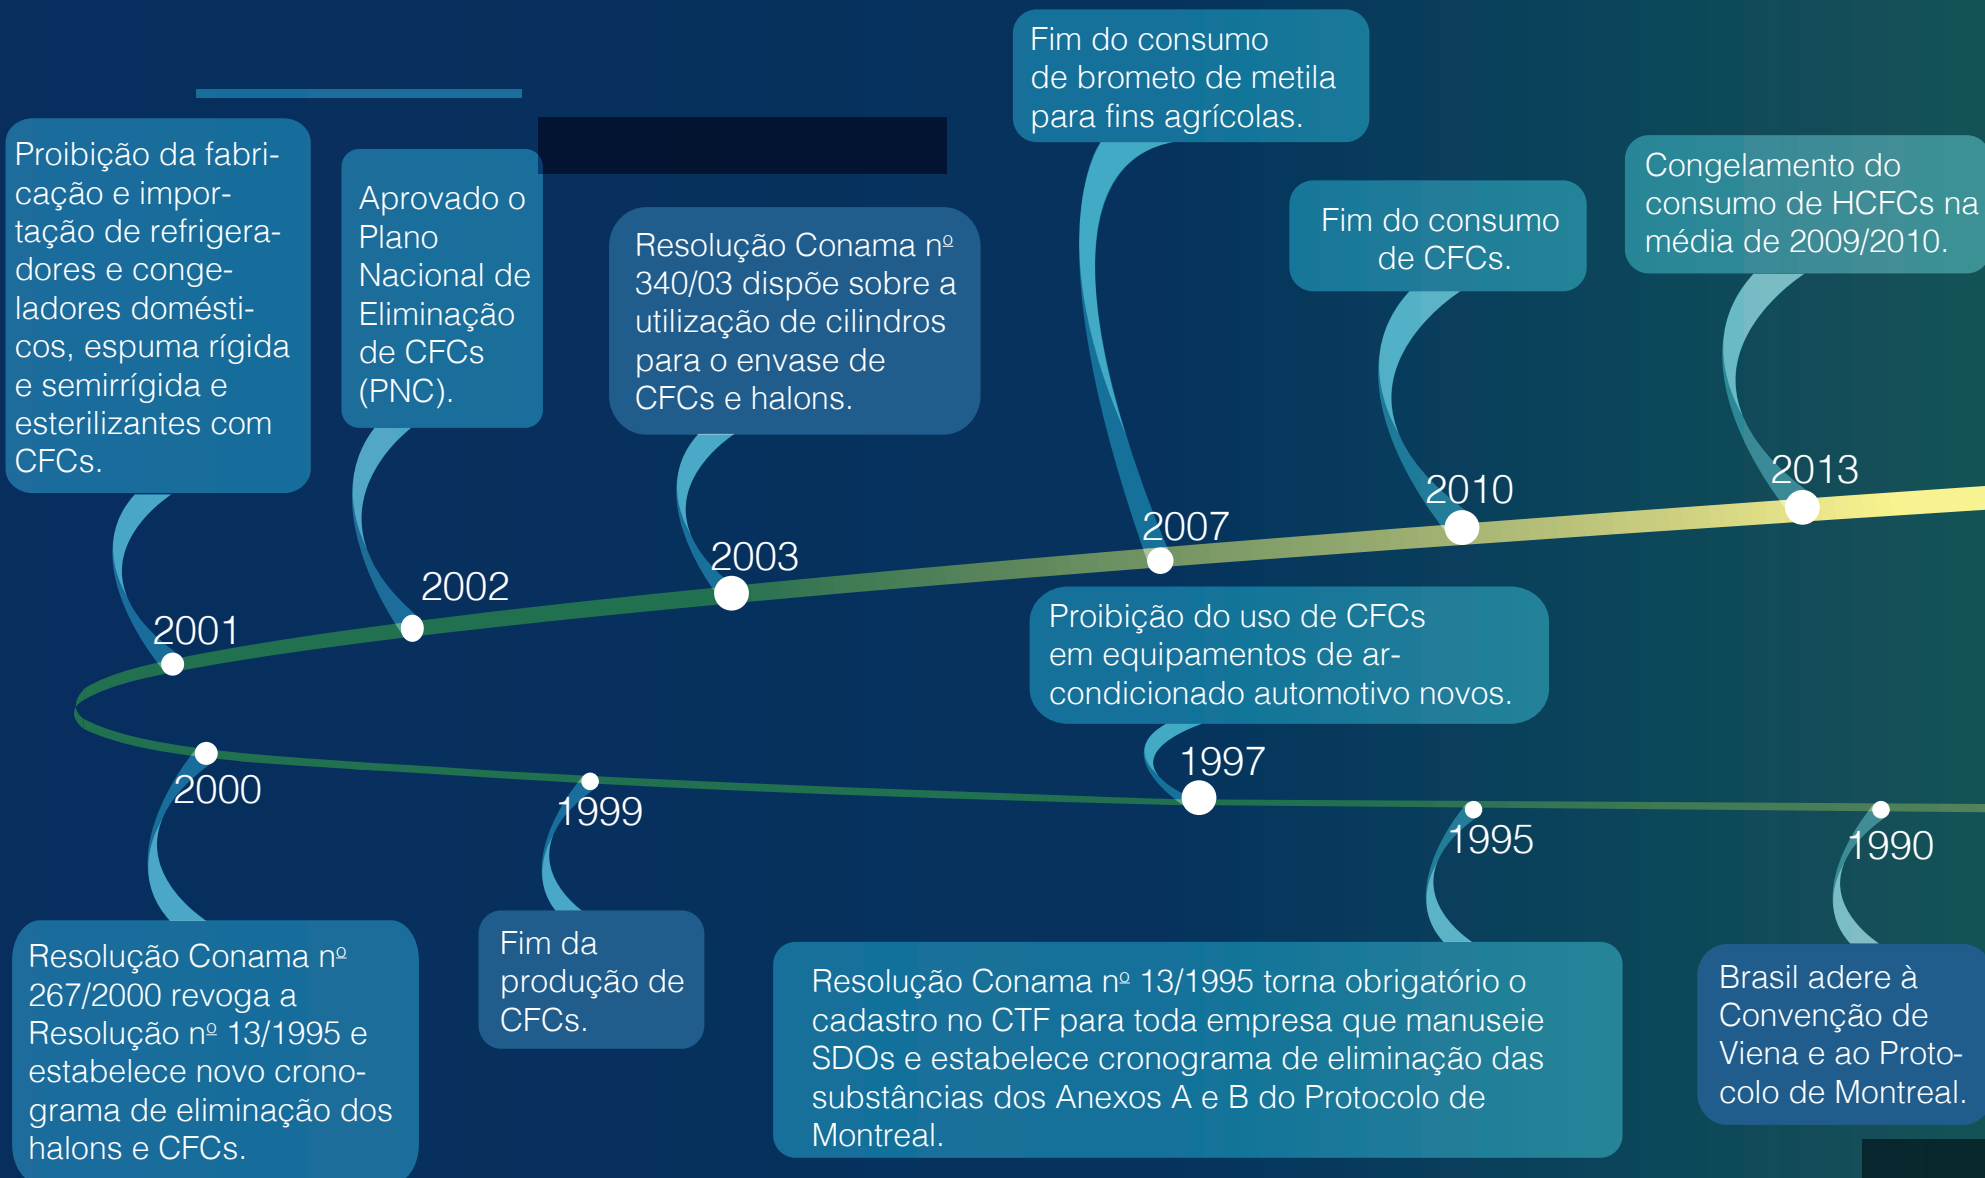 Fim do consumo
de brometo de metila
para fins agrícolas.
Proibição da fabri-
cação e impor-
tação de refrigera-
dores e conge-
ladores domésti-
cos, espuma rígida
e semirrígida e
esterilizantes com
CFCs.
Aprovado o
Plano
Nacional de
Eliminação
de CFCs
(PNC).
Resolução Conama nº
340/03 dispõe sobre a
utilização de cilindros
para o envase de
CFCs e halons.
Fim do consumo
de CFCs.
Congelamento do
consumo de HCFCs na
média de 2009/2010.
2001
2002
2003
2007
2010
2013
Proibição do uso de CFCs
em equipamentos de ar-
condicionado automotivo novos.
2000
1999
1997
1995
1990
Resolução Conama nº
267/2000 revoga a
Resolução nº 13/1995 e
estabelece novo crono-
grama de eliminação dos
halons e CFCs.
Fim da
produção de
CFCs.
Resolução Conama nº 13/1995 torna obrigatório o
cadastro no CTF para toda empresa que manuseie
SDOs e estabelece cronograma de eliminação das
substâncias dos Anexos A e B do Protocolo de
Montreal.
Brasil adere à
Convenção de
Viena e ao Proto-
colo de Montreal.